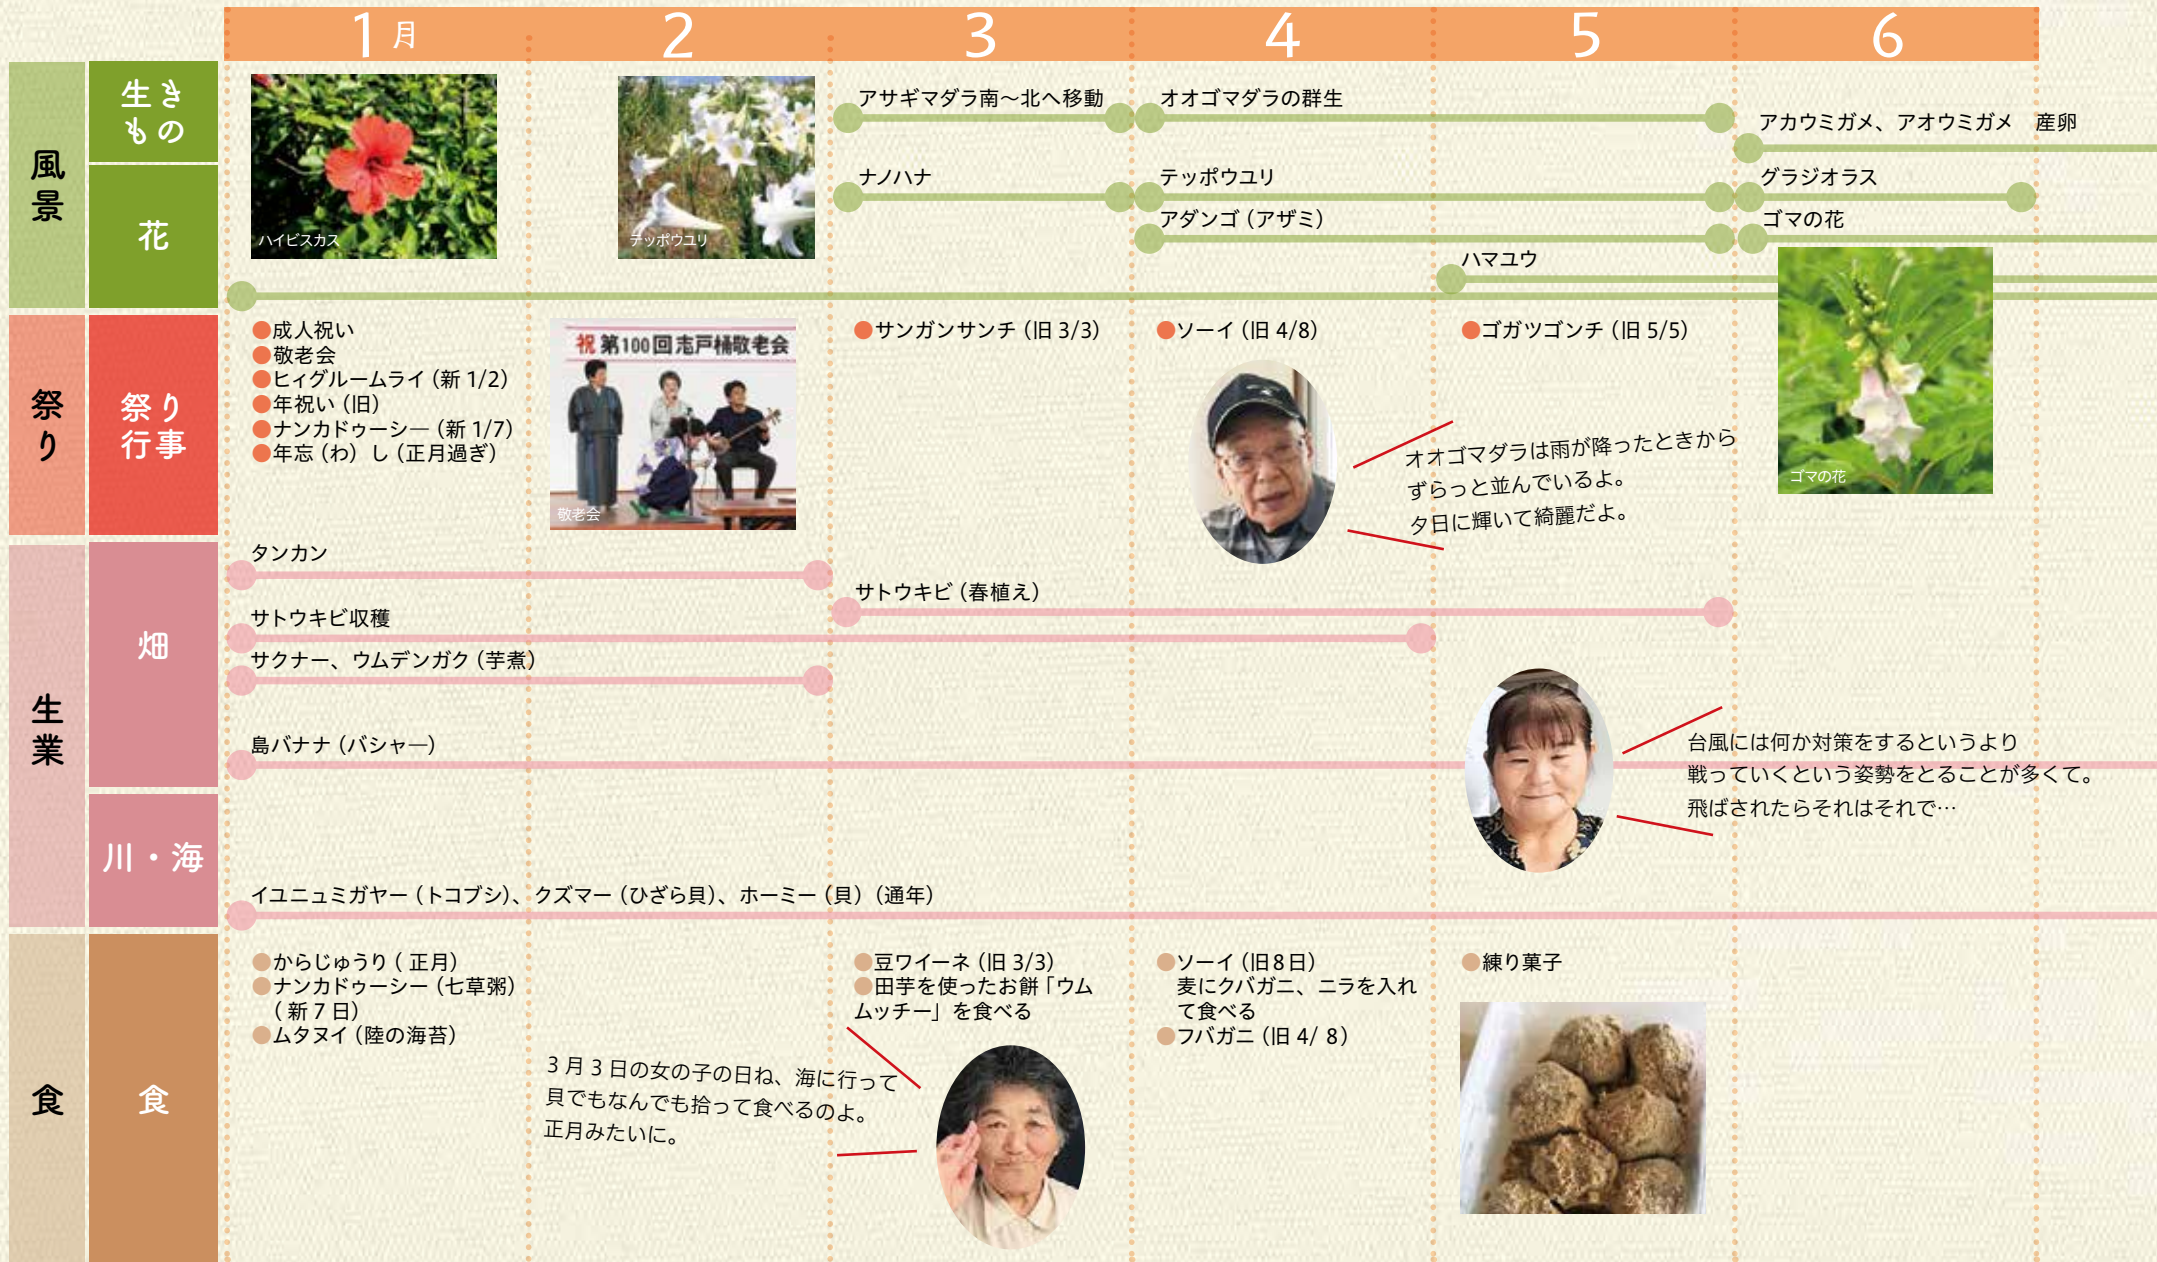 1月
2
3
4
5
6
風景
生き
もの
花
ハイビスカス
テッポウユリ
アサギマダラ南～北へ移動
オオゴマダラの群生
アカウミガメ、アオウミガメ　産卵
ナノハナ
テッポウユリ
グラジオラス
アダンゴ（アザミ）
ゴマの花
ハマユウ
ゴマの花
祭り
祭り
行事
●成人祝い
●敬老会
●ヒィグルームライ（新 1/2）
●年祝い（旧）
●ナンカドゥーシー（新 1/7）
●年忘（わ）し（正月過ぎ）
祝 第100回志戸桶敬老会
敬老会
●サンガンサンチ（旧 3/3）
●ソーイ（旧 4/8）
●ゴガツゴンチ（旧 5/5）
オオゴマダラは雨が降ったときから
ずらっと並んでいるよ。
夕日に輝いて綺麗だよ。
生業
畑
タンカン
サトウキビ（春植え）
サトウキビ収穫
サクナー、ウムデンガク（芋煮）
島バナナ（バシャー）
台風には何か対策をするというより
戦っていくという姿勢をとることが多くて。
飛ばされたらそれはそれで…
川・海
イユニュミガヤー（トコブシ）、クズマー（ひざら貝）、ホーミー（貝）（通年）
食
食
●からじゅうり（ 正月）
●ナンカドゥーシー（七草粥）
（ 新 7 日）
●ムタヌイ（陸の海苔）
●豆ワイーネ（旧 3/3）
●田芋を使ったお餅「ウム
ムッチー」を食べる
3 月 3 日の女の子の日ね、海に行って
貝でもなんでも拾って食べるのよ。
正月みたいに。
●ソーイ（旧 8 日）
麦にクバガニ、ニラを入れ
て食べる
●フバガニ（旧 4/ 8）
●練り菓子